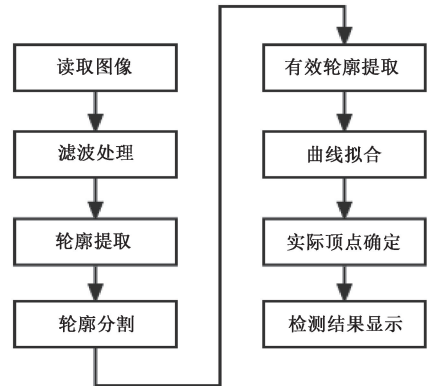 读取图像
滤波处理
轮廓提取
轮廓分割
有效轮廓提取
曲线拟合
实际顶点确定
检测结果显示